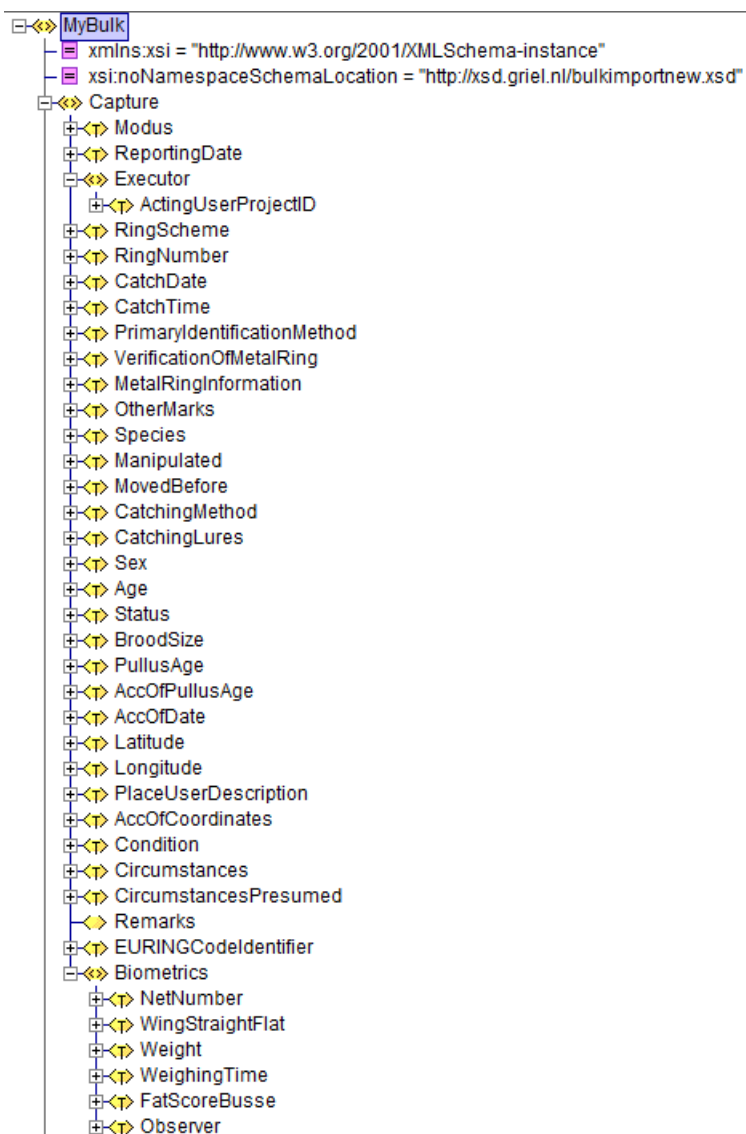 MyBulk
xmlns:xsi = "http://www.w3.org/2001/XMLSchema-instance"
xsi:noNamespaceSchemaLocation = "http://xsd.griel.nl/bulkimportnew.xsd"
Capture
Modus
ReportingDate
Executor
ActingUserProjectID
RingScheme
RingNumber
CatchDate
CatchTime
PrimaryIdentificationMethod
VerificationOfMetalRing
MetalRingInformation
OtherMarks
Species
Manipulated
MovedBefore
CatchingMethod
CatchingLures
Sex
Age
Status
BroodSize
PullusAge
AccOfPullusAge
AccOfDate
Latitude
Longitude
PlaceUserDescription
AccOfCoordinates
Condition
Circumstances
CircumstancesPresumed
Remarks
EURINGCodeIdentifier
Biometrics
NetNumber
WingStraightFlat
Weight
WeighingTime
FatScoreBusse
Observer